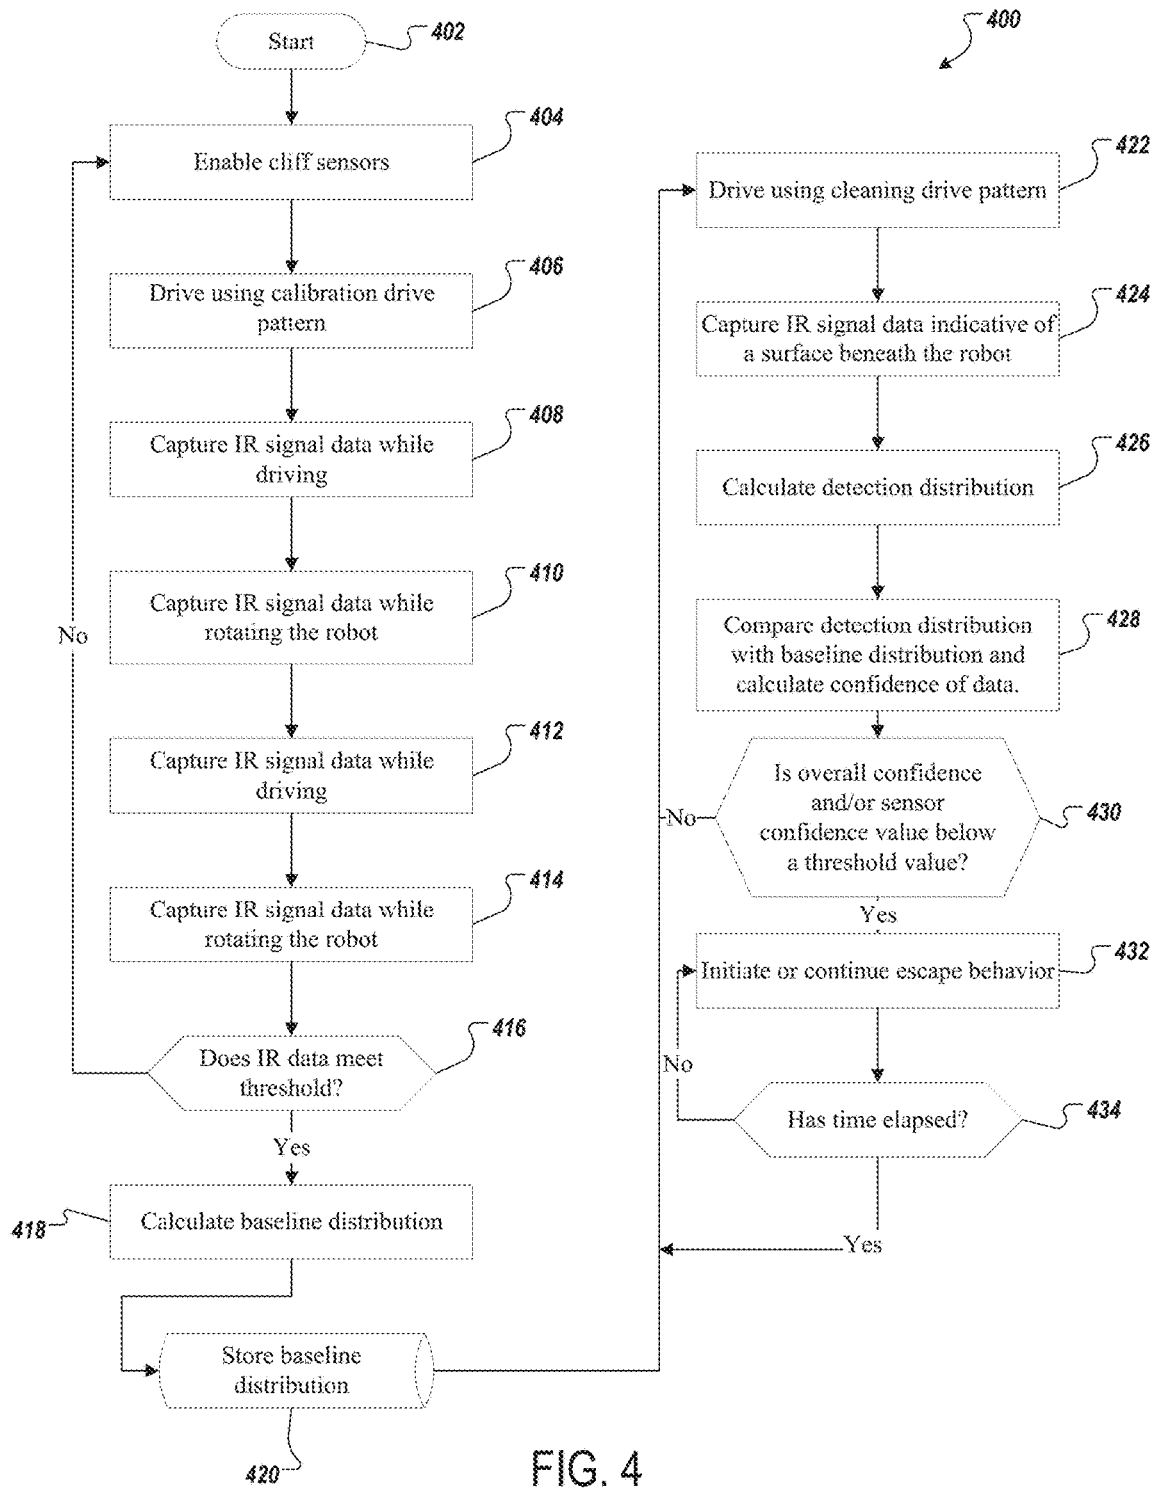 Start
402
400
404
Enable cliff sensors
406
Drive using calibration drive
pattern
408
Capture IR signal data while
driving
410
Capture IR signal data while
rotating the robot
No
412
Capture IR signal data while
driving
414
Capture IR signal data while
rotating the robot
416
Does IR data meet
threshold?
Yes
418
Calculate baseline distribution
Store baseline
distribution
420
422
Drive using cleaning drive pattern
424
Capture IR signal data indicative of
a surface beneath the robot
426
Calculate detection distribution
428
Compare detection distribution
with baseline distribution and
calculate confidence of data.
Is overall confidence
and/or sensor
confidence value below
a threshold value?
430
No
Yes
432
Initiate or continue escape behavior
No
434
Has time elapsed?
Yes
FIG. 4